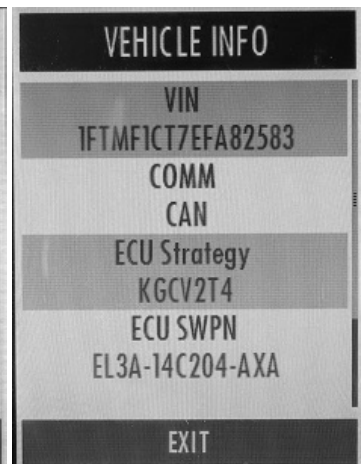 VEHICLE INFO
VIN
1FTMF1CT7EFA82583
COMM
CAN
ECU Strategy
KGCV2T4
ECU SWPN
EL3A-14C204-AXA
EXIT